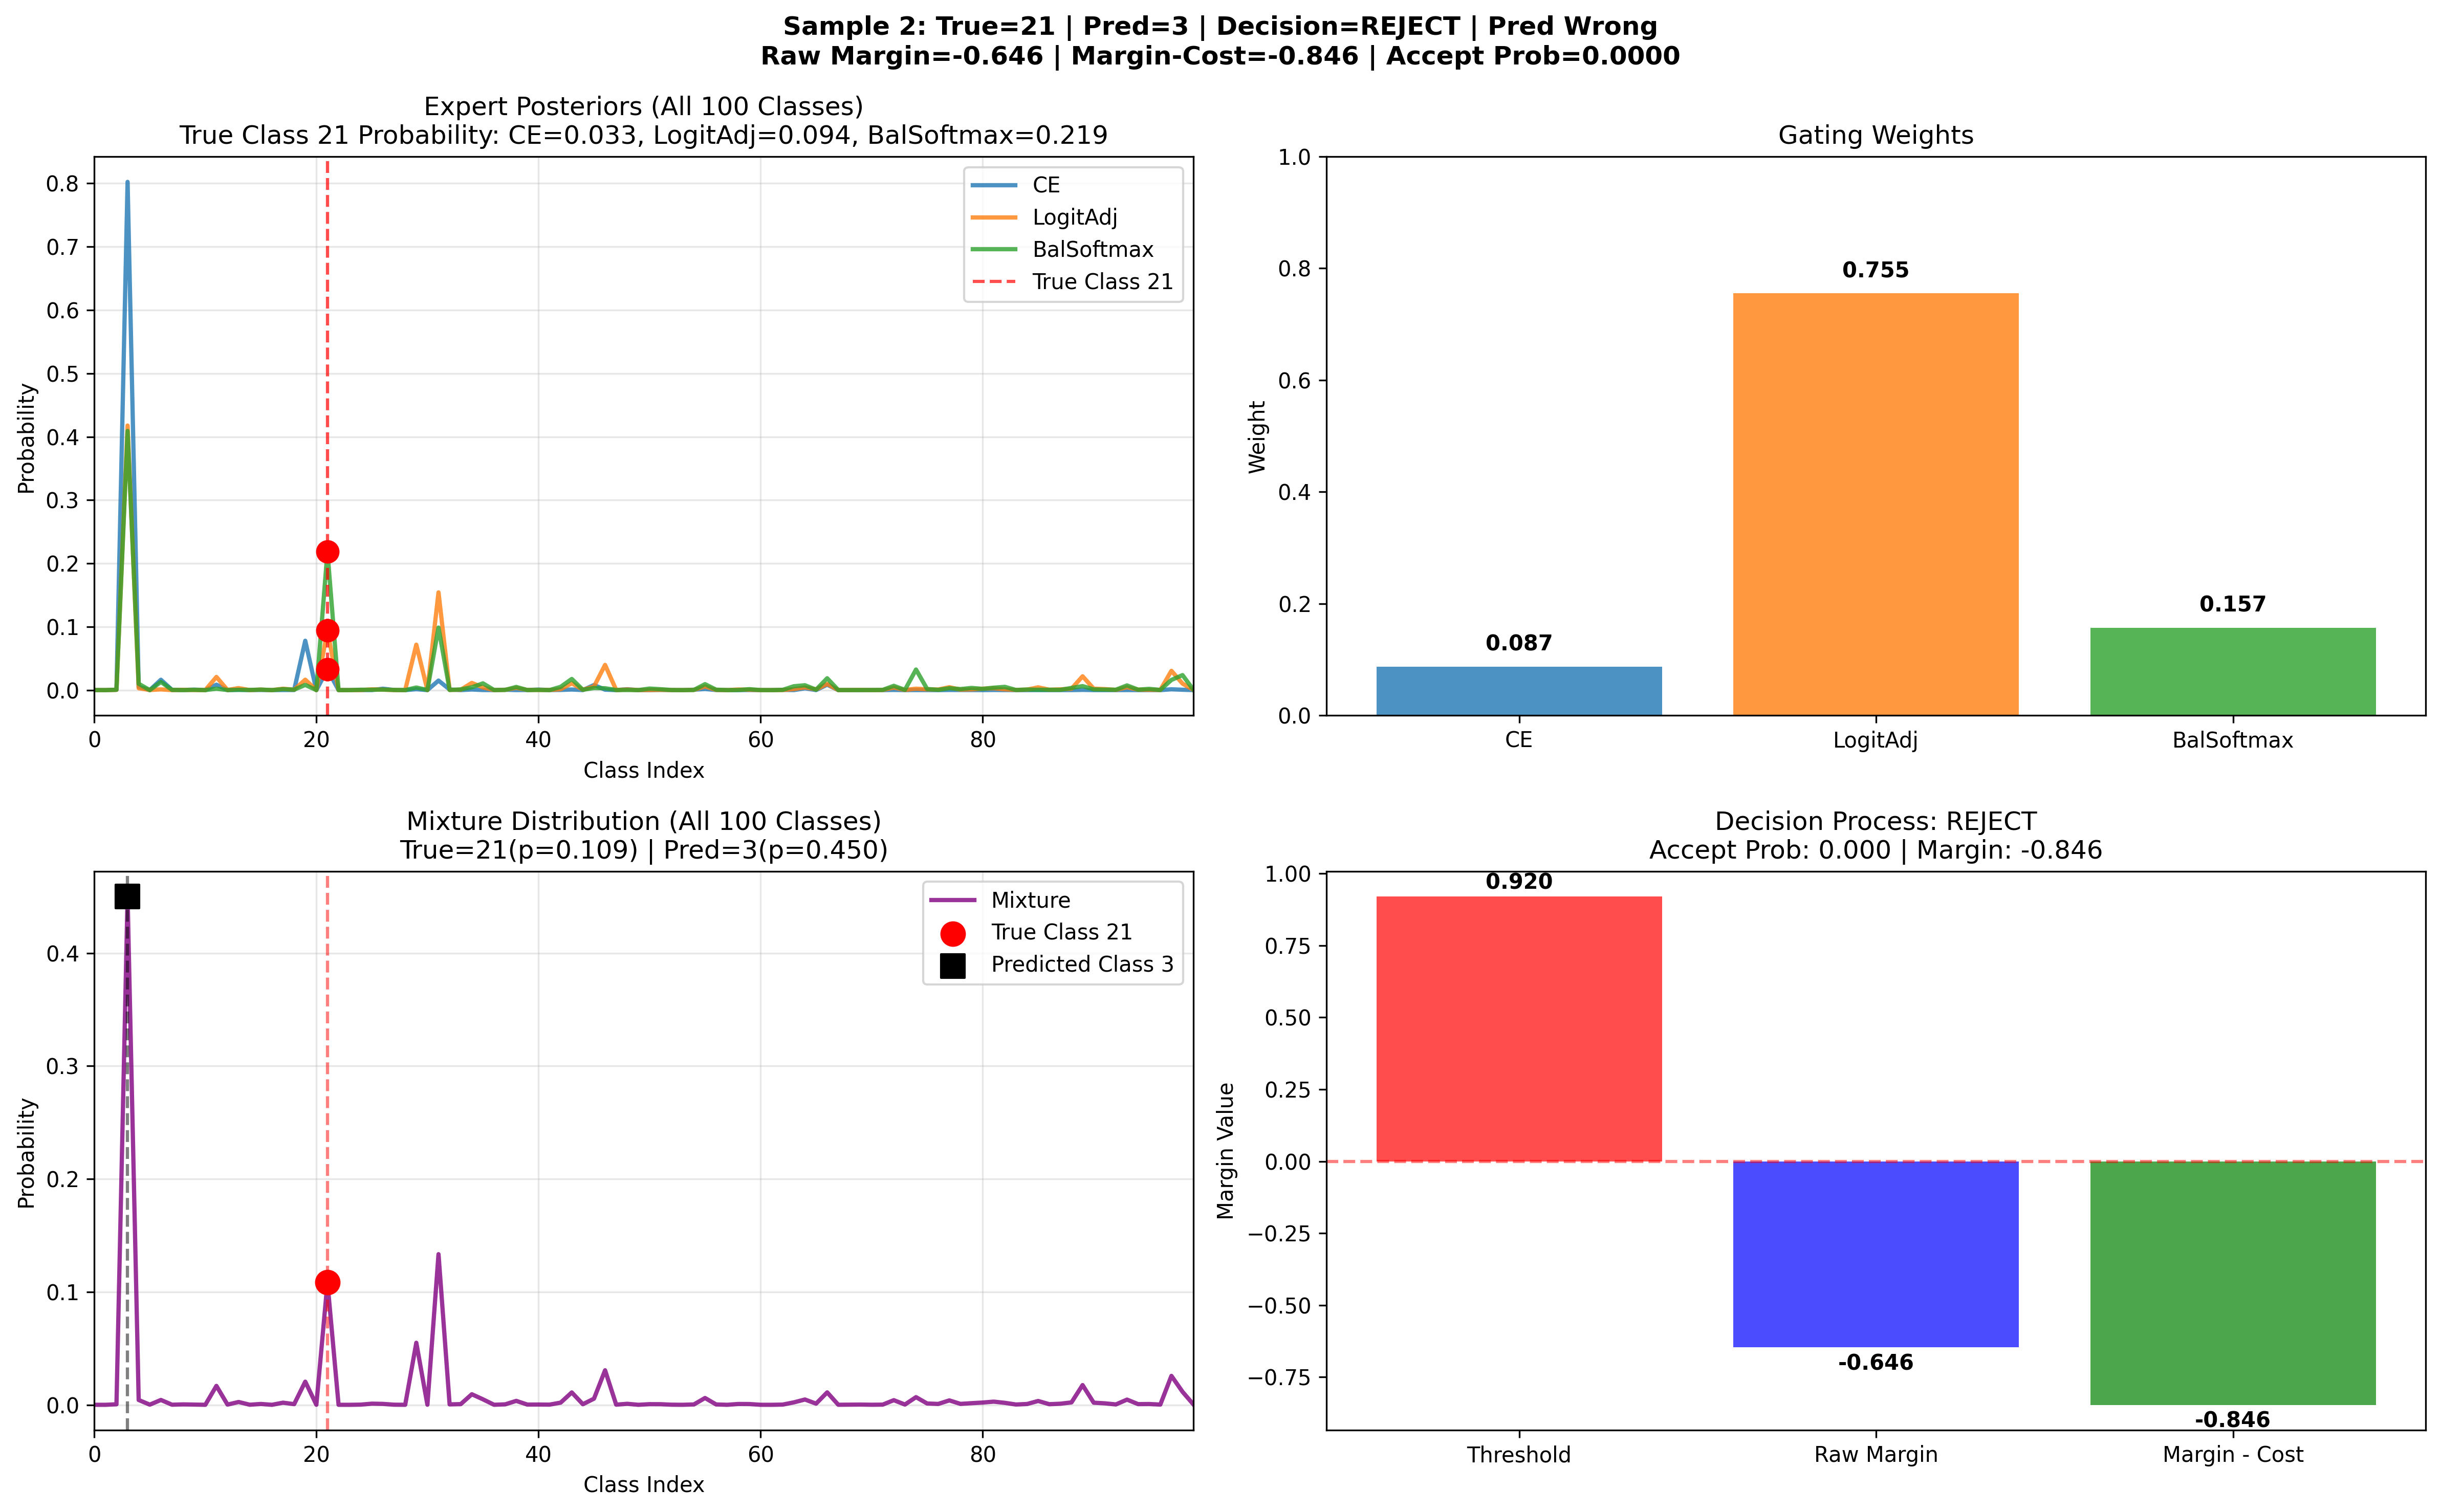 Sample 2: True=21 | Pred=3 | Decision=REJECT | Pred Wrong
Raw Margin=-0.646 | Margin-Cost=-0.846 | Accept Prob=0.0000
Expert Posteriors (All 100 Classes)
True Class 21 Probability: CE=0.033, LogitAdj=0.094, BalSoftmax=0.219
0.8
0.7
0.6
0.5
0.4
0.3
0.2
0.1
0.0
Probability
CE
LogitAdj
BalSoftmax
True Class 21
0
20
40
60
80
Class Index
Gating Weights
1.0
0.8
0.6
0.4
0.2
0.0
Weight
0.087
0.755
0.157
CE
LogitAdj
BalSoftmax
Mixture Distribution (All 100 Classes)
True=21(p=0.109) | Pred=3(p=0.450)
0.4
0.3
0.2
0.1
0.0
Probability
Mixture
True Class 21
Predicted Class 3
0
20
40
60
80
Class Index
Decision Process: REJECT
Accept Prob: 0.000 | Margin: -0.846
1.00
0.75
0.50
0.25
0.00
−0.25
−0.50
−0.75
Margin Value
0.920
-0.646
-0.846
Threshold
Raw Margin
Margin - Cost